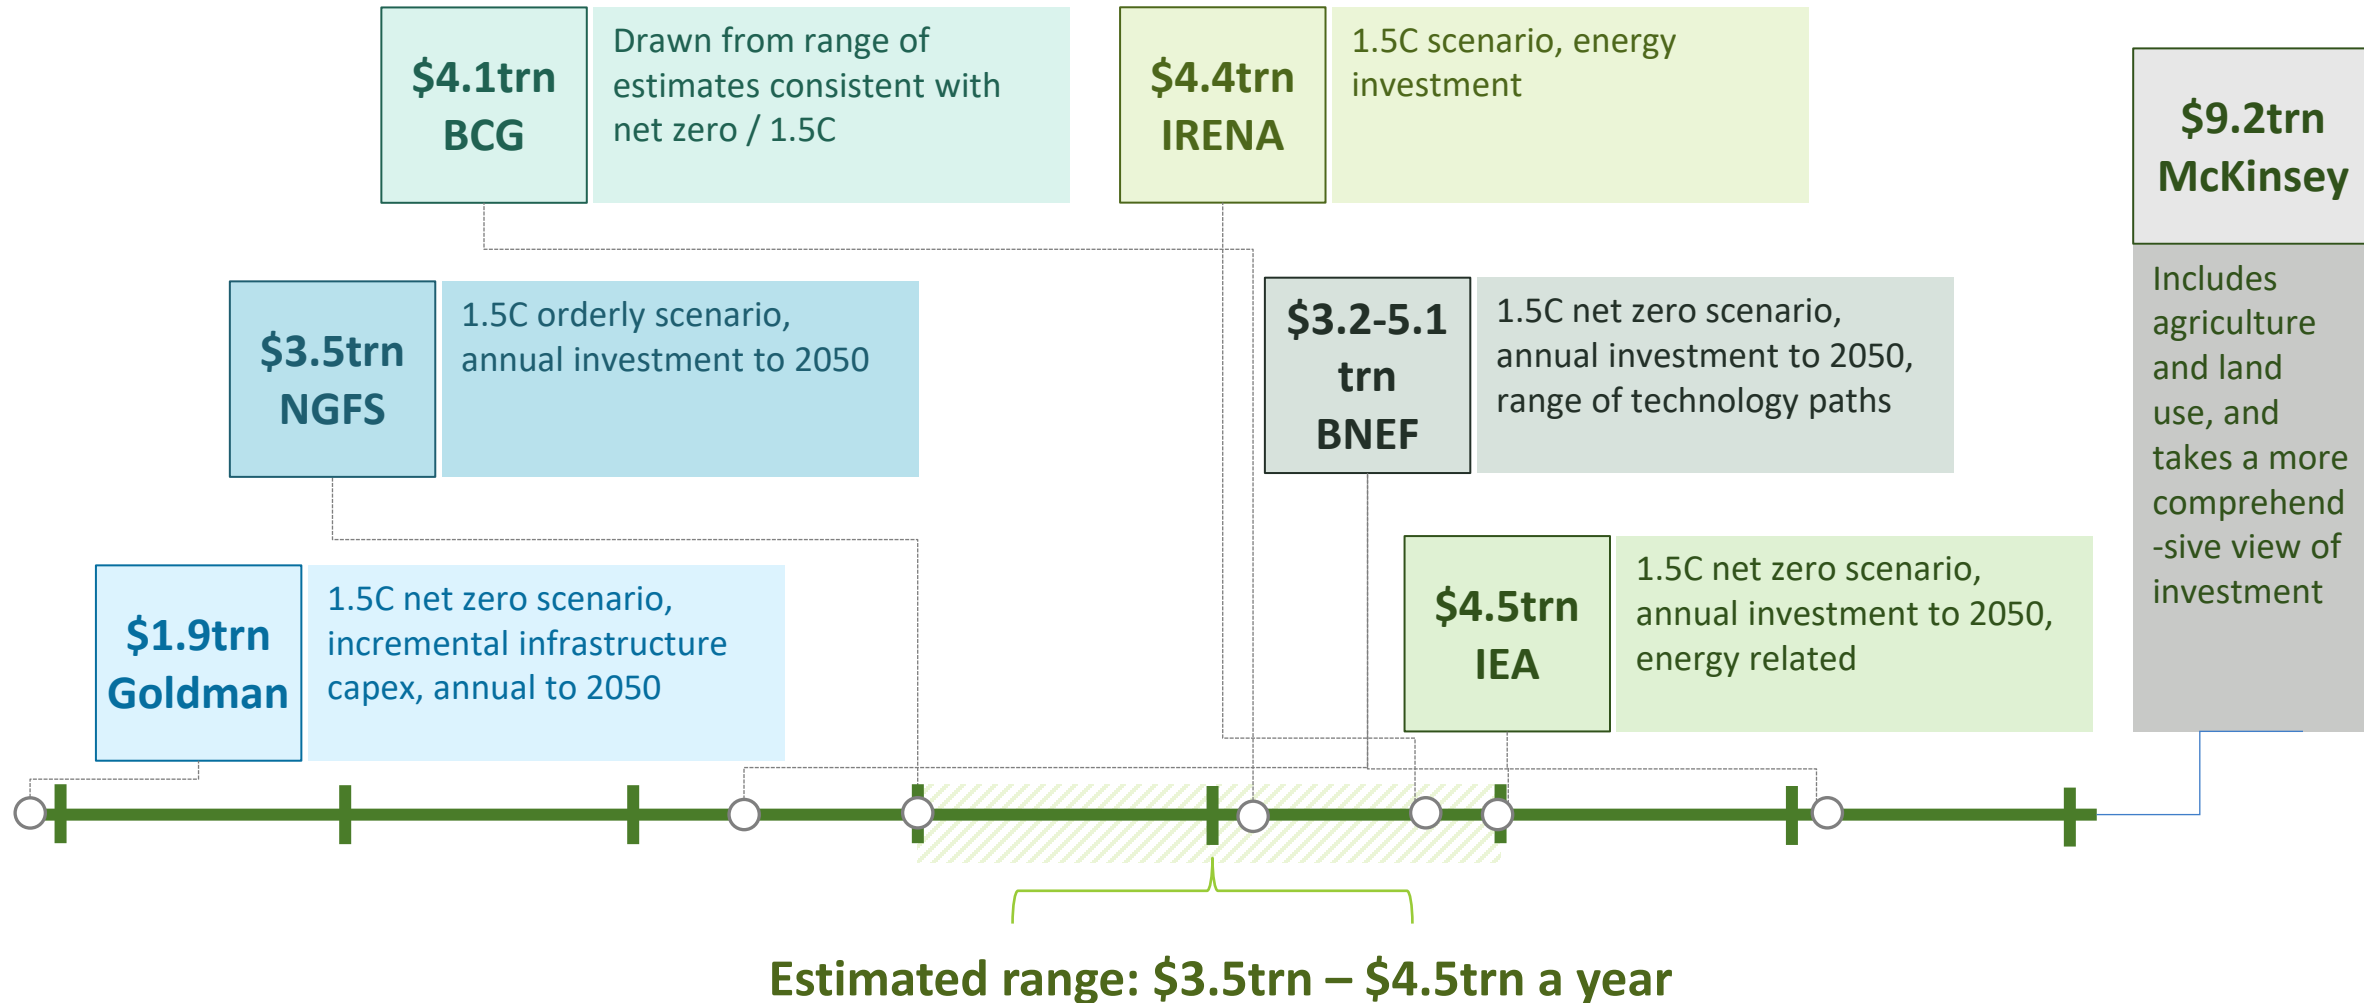 $4.1trn
BCG
Drawn from range of
estimates consistent with
net zero / 1.5C
$4.4trn
IRENA
1.5C scenario, energy
investment
$9.2trn
McKinsey
Includes
agriculture
and land
use, and
takes a more
comprehend
-sive view of
investment
$3.5trn
NGFS
1.5C orderly scenario,
annual investment to 2050
$3.2-5.1
trn
BNEF
1.5C net zero scenario,
annual investment to 2050,
range of technology paths
$1.9trn
Goldman
1.5C net zero scenario,
incremental infrastructure
capex, annual to 2050
$4.5trn
IEA
1.5C net zero scenario,
annual investment to 2050,
energy related
Estimated range: $3.5trn – $4.5trn a year